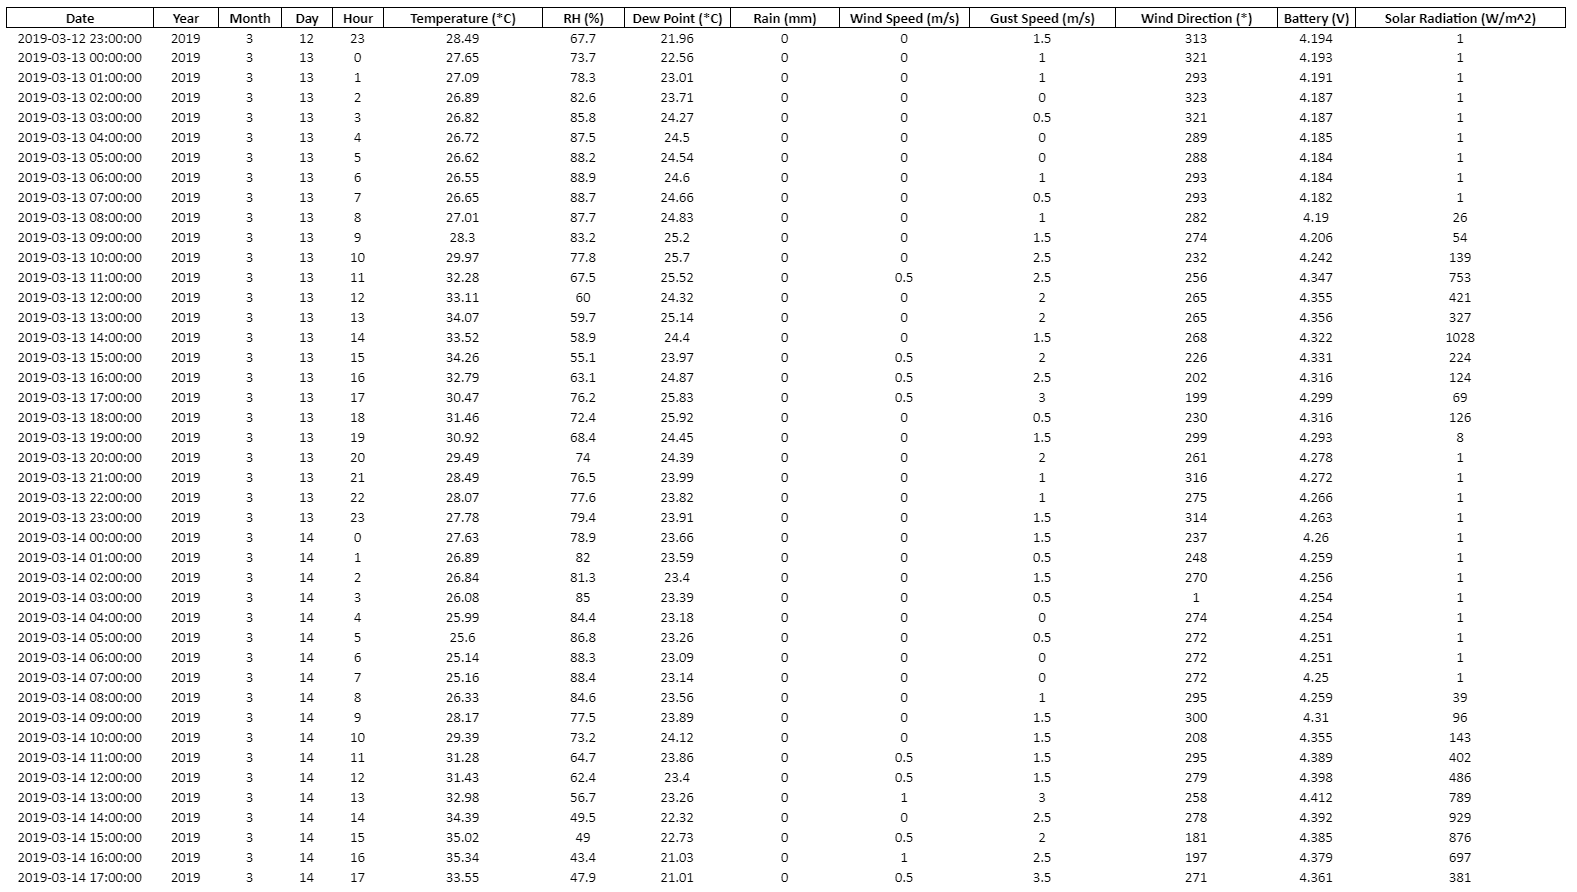 Date Year Month Day Hour Temperature (*C) RH (%) Dew Point (*C) Rain (mm) Wind Speed (m/s) Gust Speed (m/s) Wind Direction (*) Battery (V) Solar Radiation (W/m^2)
2019-03-12 23:00:00 2019 3 12 23 28.49 67.7 21.96 0 0 1.5 313 4.194 1
2019-03-13 00:00:00 2019 3 13 0 27.65 73.7 22.56 0 0 1 321 4.193 1
2019-03-13 01:00:00 2019 3 13 1 27.09 78.3 23.01 0 0 1 293 4.191 1
2019-03-13 02:00:00 2019 3 13 2 26.89 82.6 23.71 0 0 0 323 4.187 1
2019-03-13 03:00:00 2019 3 13 3 26.82 85.8 24.27 0 0 0.5 321 4.187 1
2019-03-13 04:00:00 2019 3 13 4 26.72 87.5 24.5 0 0 0 289 4.185 1
2019-03-13 05:00:00 2019 3 13 5 26.62 88.2 24.54 0 0 0 288 4.184 1
2019-03-13 06:00:00 2019 3 13 6 26.55 88.9 24.6 0 0 1 293 4.184 1
2019-03-13 07:00:00 2019 3 13 7 26.65 88.7 24.66 0 0 0.5 293 4.182 1
2019-03-13 08:00:00 2019 3 13 8 27.01 87.7 24.83 0 0 1 282 4.19 26
2019-03-13 09:00:00 2019 3 13 9 28.3 83.2 25.2 0 0 1.5 274 4.206 54
2019-03-13 10:00:00 2019 3 13 10 29.97 77.8 25.7 0 0 2.5 232 4.242 139
2019-03-13 11:00:00 2019 3 13 11 32.28 67.5 25.52 0 0.5 2.5 256 4.347 753
2019-03-13 12:00:00 2019 3 13 12 33.11 60 24.32 0 0 2 265 4.355 421
2019-03-13 13:00:00 2019 3 13 13 34.07 59.7 25.14 0 0 2 265 4.356 327
2019-03-13 14:00:00 2019 3 13 14 33.52 58.9 24.4 0 0 1.5 268 4.322 1028
2019-03-13 15:00:00 2019 3 13 15 34.26 55.1 23.97 0 0.5 2 226 4.331 224
2019-03-13 16:00:00 2019 3 13 16 32.79 63.1 24.87 0 0.5 2.5 202 4.316 124
2019-03-13 17:00:00 2019 3 13 17 30.47 76.2 25.83 0 0.5 3 199 4.299 69
2019-03-13 18:00:00 2019 3 13 18 31.46 72.4 25.92 0 0 0.5 230 4.316 126
2019-03-13 19:00:00 2019 3 13 19 30.92 68.4 24.45 0 0 1.5 299 4.293 8
2019-03-13 20:00:00 2019 3 13 20 29.49 74 24.39 0 0 2 261 4.278 1
2019-03-13 21:00:00 2019 3 13 21 28.49 76.5 23.99 0 0 1 316 4.272 1
2019-03-13 22:00:00 2019 3 13 22 28.07 77.6 23.82 0 0 1 275 4.266 1
2019-03-13 23:00:00 2019 3 13 23 27.78 79.4 23.91 0 0 1.5 314 4.263 1
2019-03-14 00:00:00 2019 3 14 0 27.63 78.9 23.66 0 0 1.5 237 4.26 1
2019-03-14 01:00:00 2019 3 14 1 26.89 82 23.59 0 0 0.5 248 4.259 1
2019-03-14 02:00:00 2019 3 14 2 26.84 81.3 23.4 0 0 1.5 270 4.256 1
2019-03-14 03:00:00 2019 3 14 3 26.08 85 23.39 0 0 0.5 1 4.254 1
2019-03-14 04:00:00 2019 3 14 4 25.99 84.4 23.18 0 0 0 274 4.254 1
2019-03-14 05:00:00 2019 3 14 5 25.6 86.8 23.26 0 0 0.5 272 4.251 1
2019-03-14 06:00:00 2019 3 14 6 25.14 88.3 23.09 0 0 0 272 4.251 1
2019-03-14 07:00:00 2019 3 14 7 25.16 88.4 23.14 0 0 0 272 4.25 1
2019-03-14 08:00:00 2019 3 14 8 26.33 84.6 23.56 0 0 1 295 4.259 39
2019-03-14 09:00:00 2019 3 14 9 28.17 77.5 23.89 0 0 1.5 300 4.31 96
2019-03-14 10:00:00 2019 3 14 10 29.39 73.2 24.12 0 0 1.5 208 4.355 143
2019-03-14 11:00:00 2019 3 14 11 31.28 64.7 23.86 0 0.5 1.5 295 4.389 402
2019-03-14 12:00:00 2019 3 14 12 31.43 62.4 23.4 0 0.5 1.5 279 4.398 486
2019-03-14 13:00:00 2019 3 14 13 32.98 56.7 23.26 0 1 3 258 4.412 789
2019-03-14 14:00:00 2019 3 14 14 34.39 49.5 22.32 0 0 2.5 278 4.392 929
2019-03-14 15:00:00 2019 3 14 15 35.02 49 22.73 0 0.5 2 181 4.385 876
2019-03-14 16:00:00 2019 3 14 16 35.34 43.4 21.03 0 1 2.5 197 4.379 697
2019-03-14 17:00:00 2019 3 14 17 33.55 47.9 21.01 0 0.5 3.5 271 4.361 381